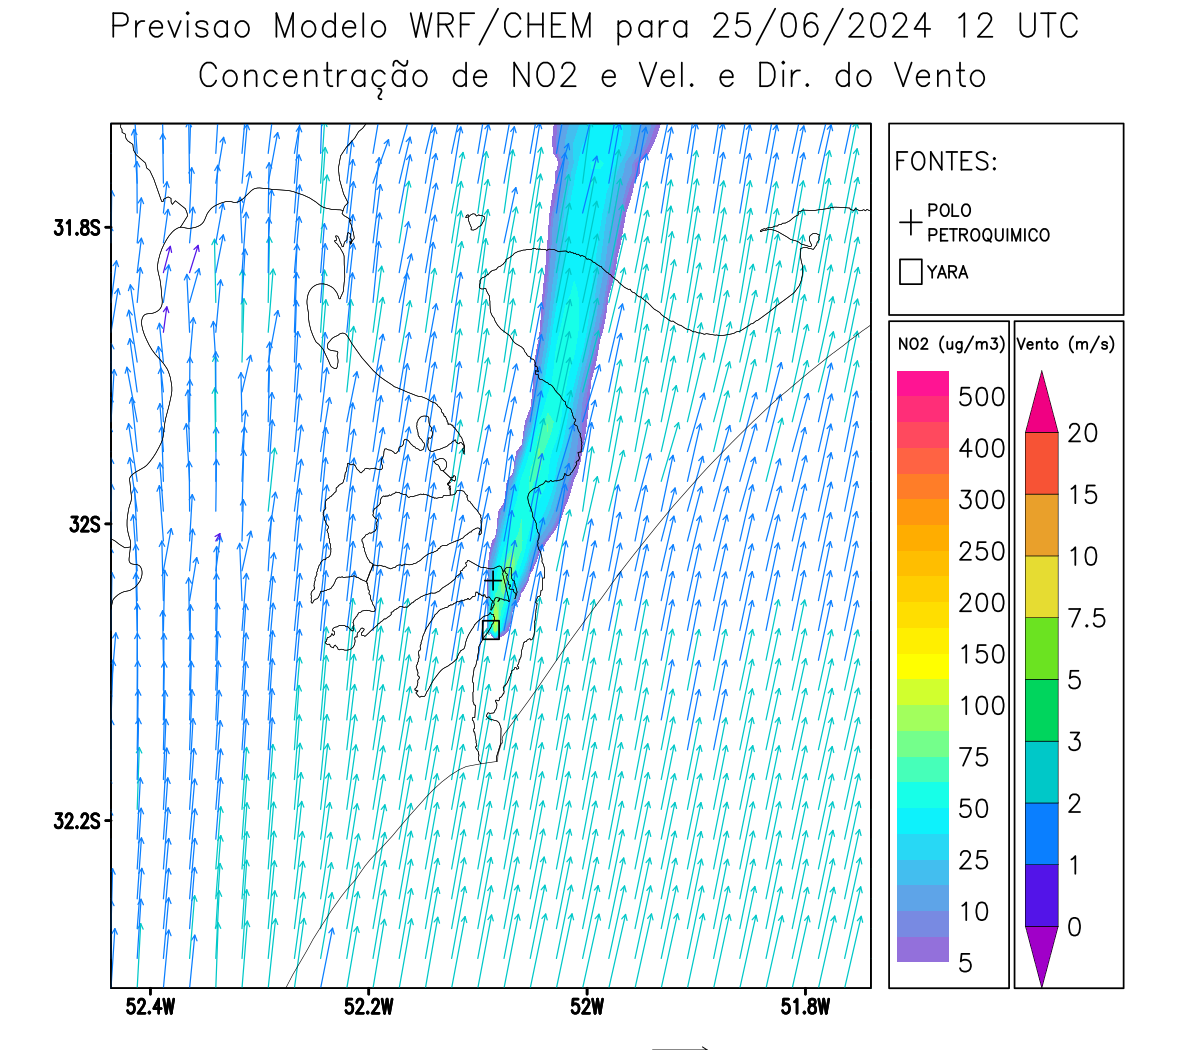 Previsao Modelo WRF/CHEM para 25/06/2024 12 UTC
Concentração de NO2 e Vel. e Dir. do Vento
FONTES:
POLO
PETROQUIMICO
YARA
31.8S
32S
32.2S
52.4W
52.2W
52W
51.8W
NO2 (ug/m3)
500
400
300
250
200
150
100
75
50
25
10
5
Vento (m/s)
20
15
10
7.5
5
3
2
1
0